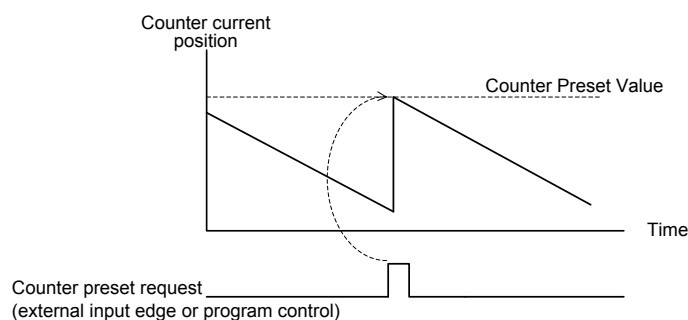 Counter current
position
Counter Preset Value
Time
Counter preset request
(external input edge or program control)